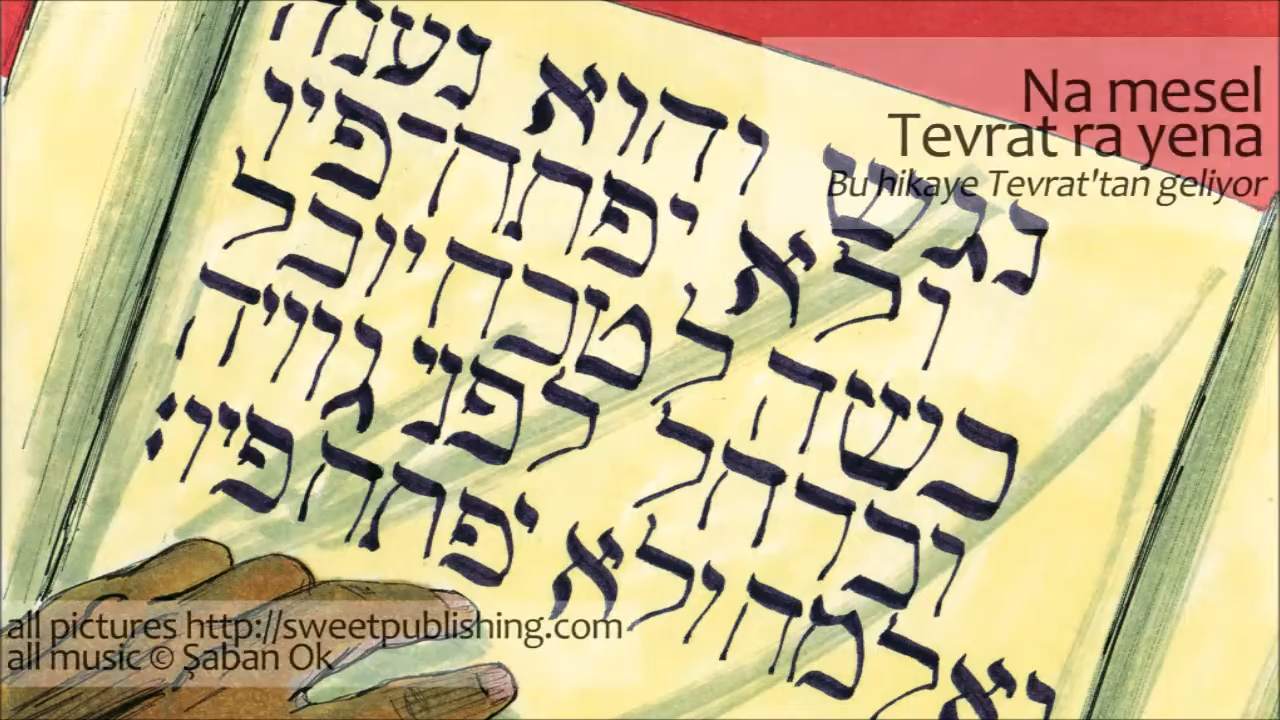 נגש והוא נענה
ולא יפתח־פיו
כשה לטבח יובל
וכרחל לפני גזזיה
נאלמה ולא יפתח פיו׃
Na mesel
Tevrat ra yena
Bu hikaye Tevrat'tan geliyor
all pictures http://sweetpublishing.com
all music © Şaban Ok